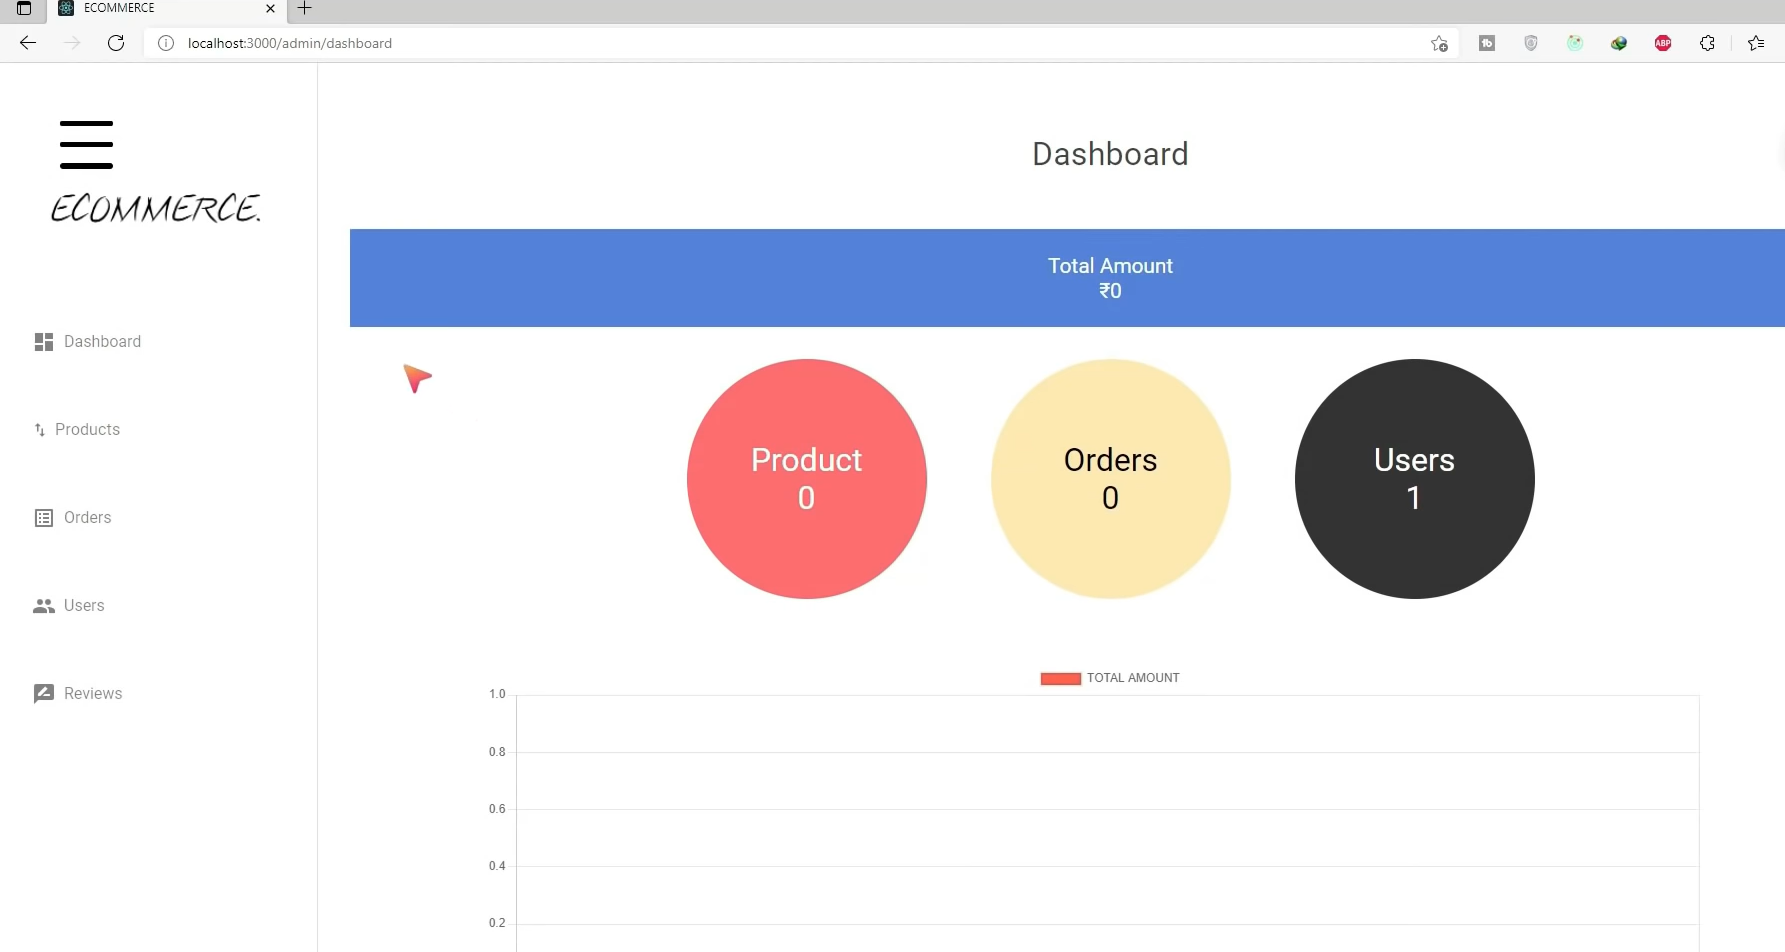 ECOMMERCE
localhost:3000/admin/dashboard
ABP
ECOMMERCE.
Dashboard
Products
Orders
Users
Reviews
Dashboard
Total Amount
₹0
Product
0
Orders
0
Users
1
TOTAL AMOUNT
1.0
0.8
0.6
0.4
0.2